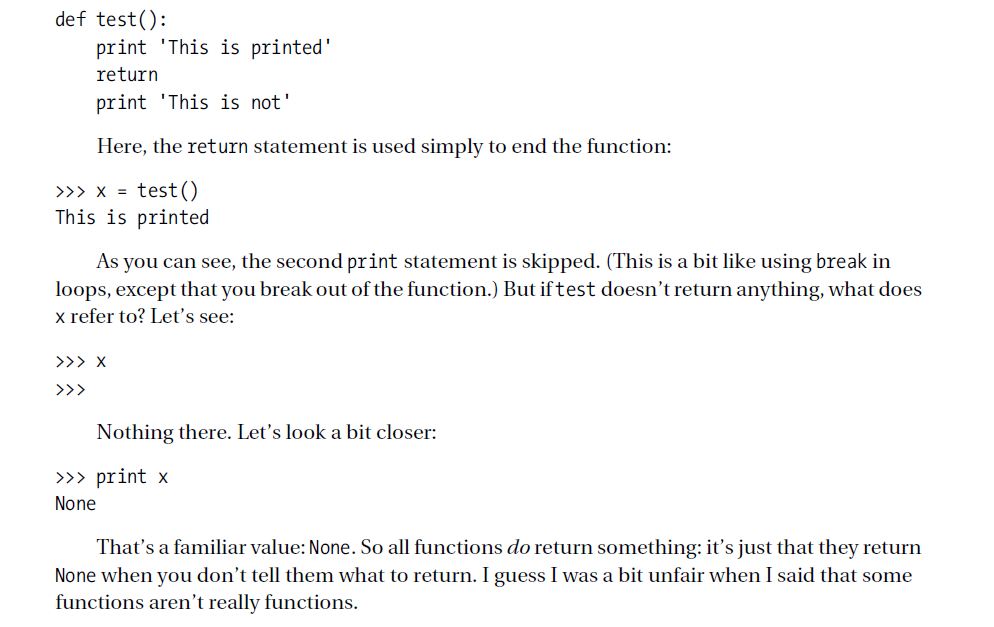 def test():
    print 'This is printed'
    return
    print 'This is not'
Here, the return statement is used simply to end the function:
>>> x = test()
This is printed
As you can see, the second print statement is skipped. (This is a bit like using break in
loops, except that you break out of the function.) But if test doesn’t return anything, what does
x refer to? Let’s see:
>>> x
>>>
Nothing there. Let’s look a bit closer:
>>> print x
None
That’s a familiar value: None. So all functions do return something: it’s just that they return
None when you don’t tell them what to return. I guess I was a bit unfair when I said that some
functions aren’t really functions.